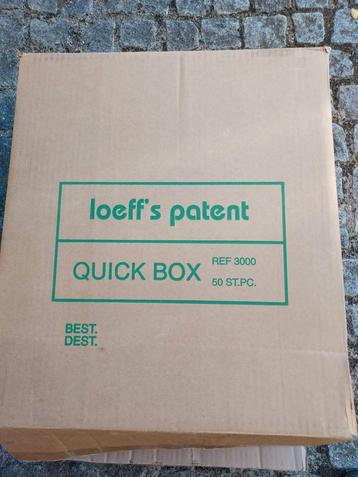 loeff's patent
QUICK BOX
REF 3000
50 ST.PC.
BEST.
DEST.